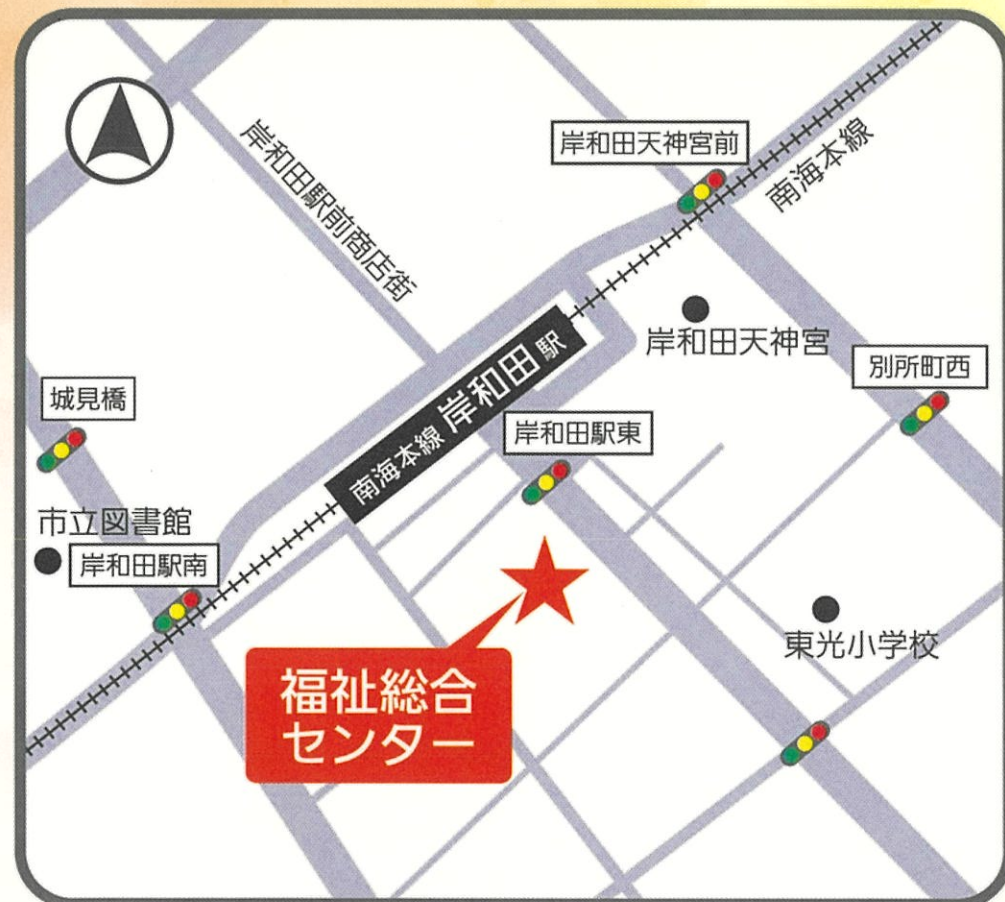 岸和田天神宮前
南海本線
岸和田駅前商店街
岸和田天神宮
別所町西
城見橋
南海本線 岸和田駅
岸和田駅東
市立図書館
岸和田駅南
東光小学校
福祉総合
センター